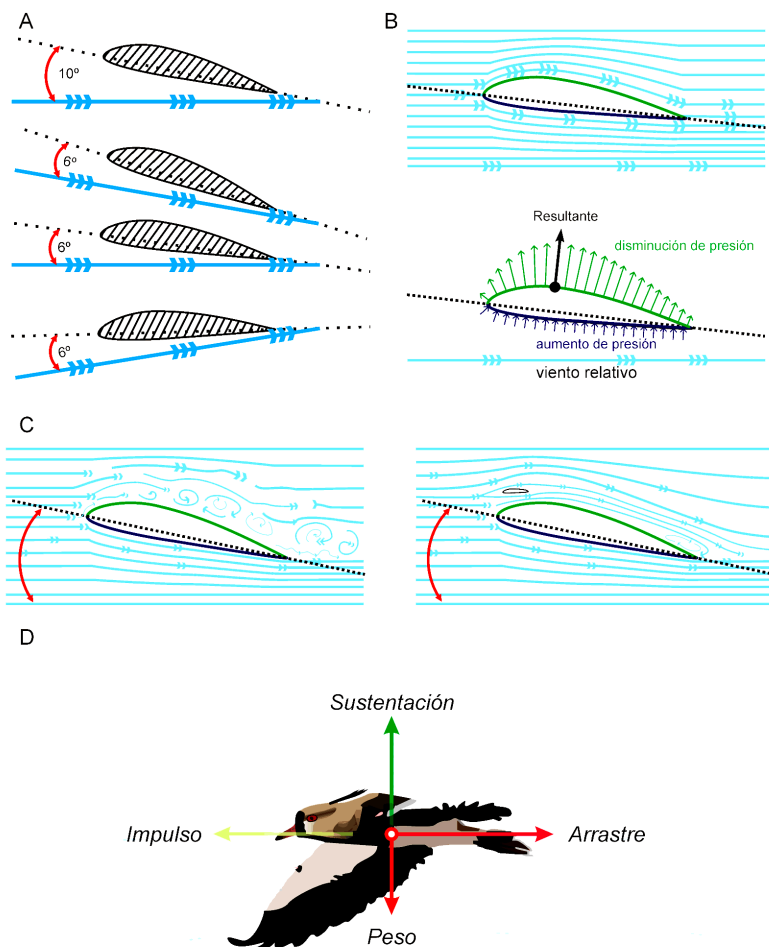 A
10º
6º
6º
6º
B
Resultante
disminución de presión
aumento de presión
viento relativo
C
D
Sustentación
Impulso
Arrastre
Peso